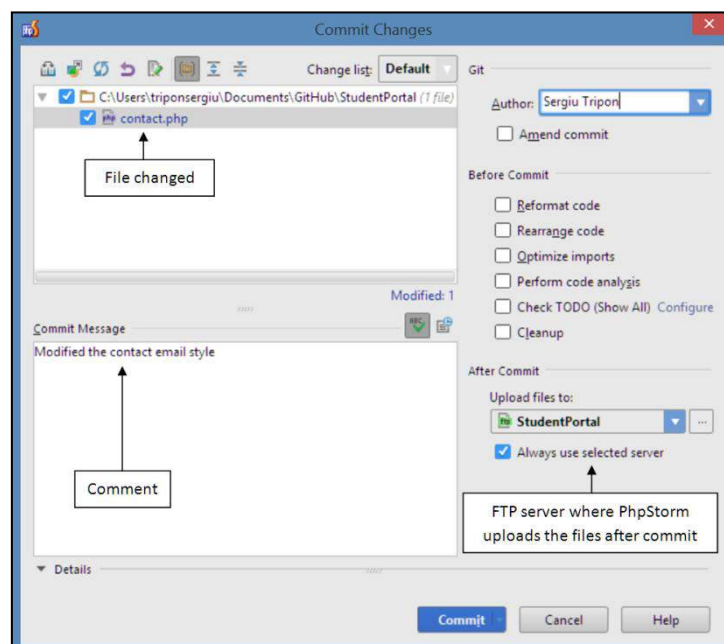 Commit Changes
Change list: Default
C:\Users\triponsergiu\Documents\GitHub\StudentPortal (1 file)
contact.php
File changed
Modified: 1
Commit Message
Modified the contact email style
Comment
Git
Author: Sergiu Tripon
Amend commit
Before Commit
Reformat code
Rearrange code
Optimize imports
Perform code analysis
Check TODO (Show All) Configure
Cleanup
After Commit
Upload files to:
StudentPortal
...
Always use selected server
FTP server where PhpStorm
uploads the files after commit
Details
Commit
Cancel
Help